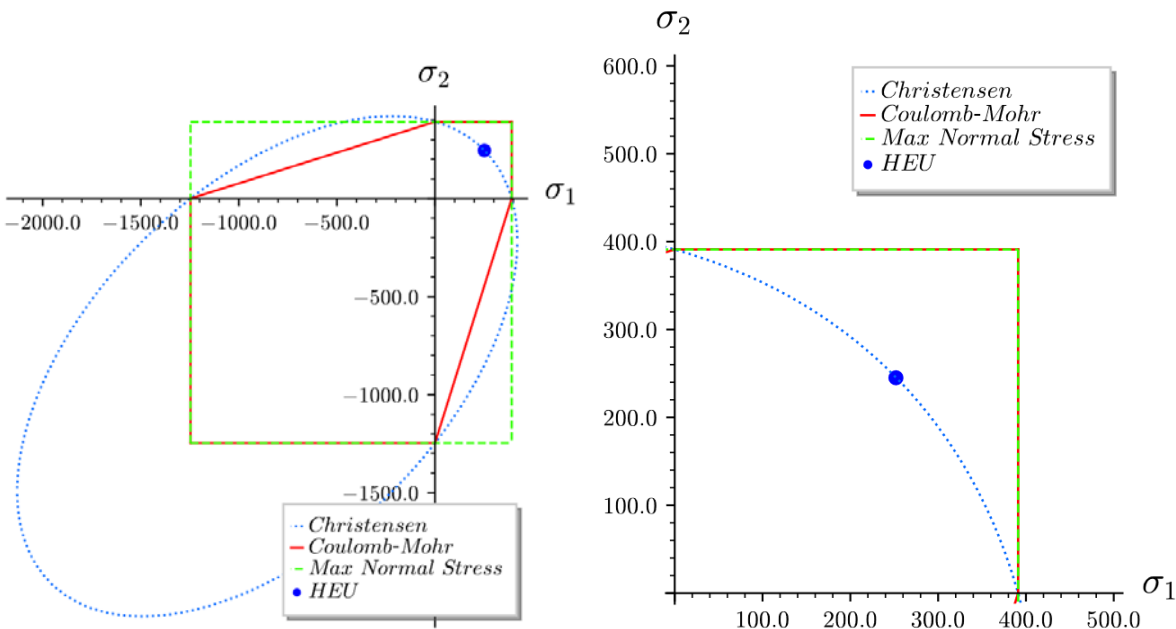 σ₂
σ₁
−2000.0
−1500.0
−1000.0
−500.0
−500.0
−1000.0
−1500.0
Christensen
Coulomb-Mohr
Max Normal Stress
HEU
σ₂
600.0
500.0
400.0
300.0
200.0
100.0
Christensen
Coulomb-Mohr
Max Normal Stress
HEU
σ₁
100.0
200.0
300.0
400.0
500.0